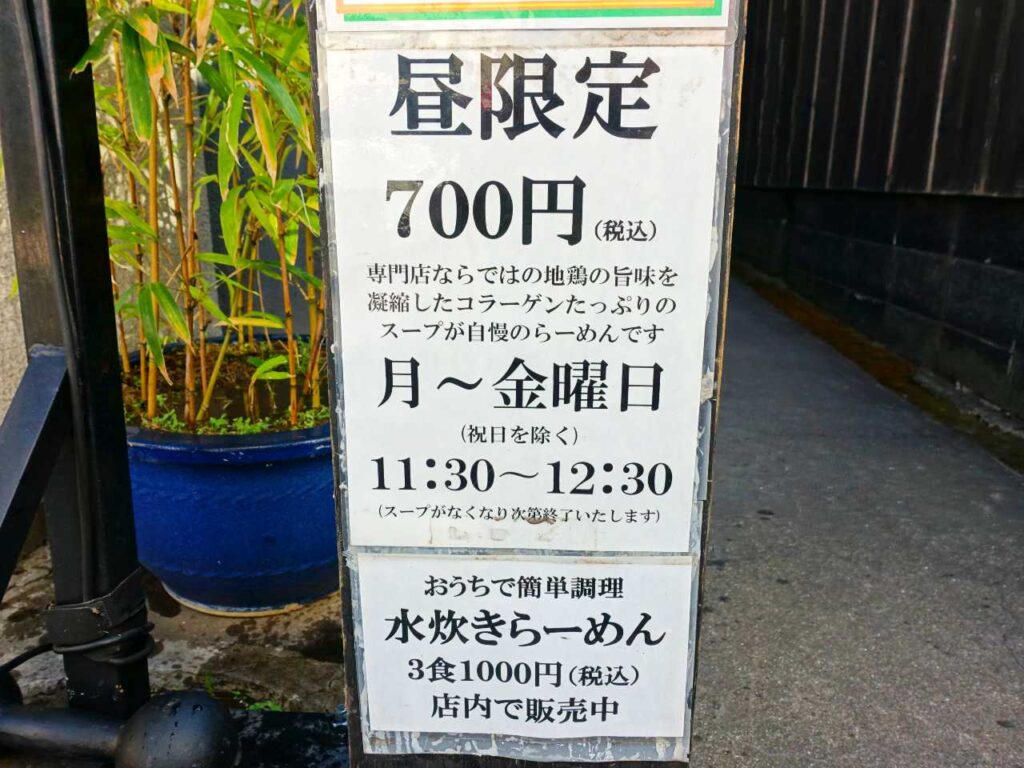 昼限定
700円(税込)
専門店ならではの地鶏の旨味を
凝縮したコラーゲンたっぷりの
スープが自慢のらーめんです
月～金曜日
(祝日を除く)
11:30～12:30
(スープがなくなり次第終了いたします)
おうちで簡単調理
水炊きらーめん
3食1000円(税込)
店内で販売中